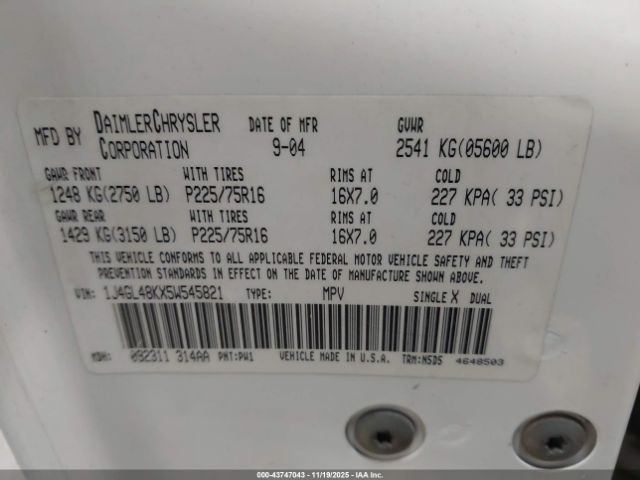 MFD BY DAIMLERCHRYSLER CORPORATION DATE OF MFR 9-04 GVWR 2541 KG(05600 LB)
GAWR FRONT WITH TIRES RIMS AT COLD
1248 KG(2750 LB) P225/75R16 16X7.0 227 KPA( 33 PSI)
GAWR REAR WITH TIRES RIMS AT COLD
1429 KG(3150 LB) P225/75R16 16X7.0 227 KPA( 33 PSI)
THIS VEHICLE CONFORMS TO ALL APPLICABLE FEDERAL MOTOR VEHICLE SAFETY AND THEFT
PREVENTION STANDARDS IN EFFECT ON THE DATE OF MANUFACTURE SHOWN ABOVE.
VIN: 1J4GL48KX5W545821 TYPE: MPV SINGLE X DUAL
MDH: 092311 314AA PNT:PW1 VEHICLE MADE IN U.S.A. TRM:NSDS 4648503
000-43747043 - 11/19/2025 - IAA Inc.